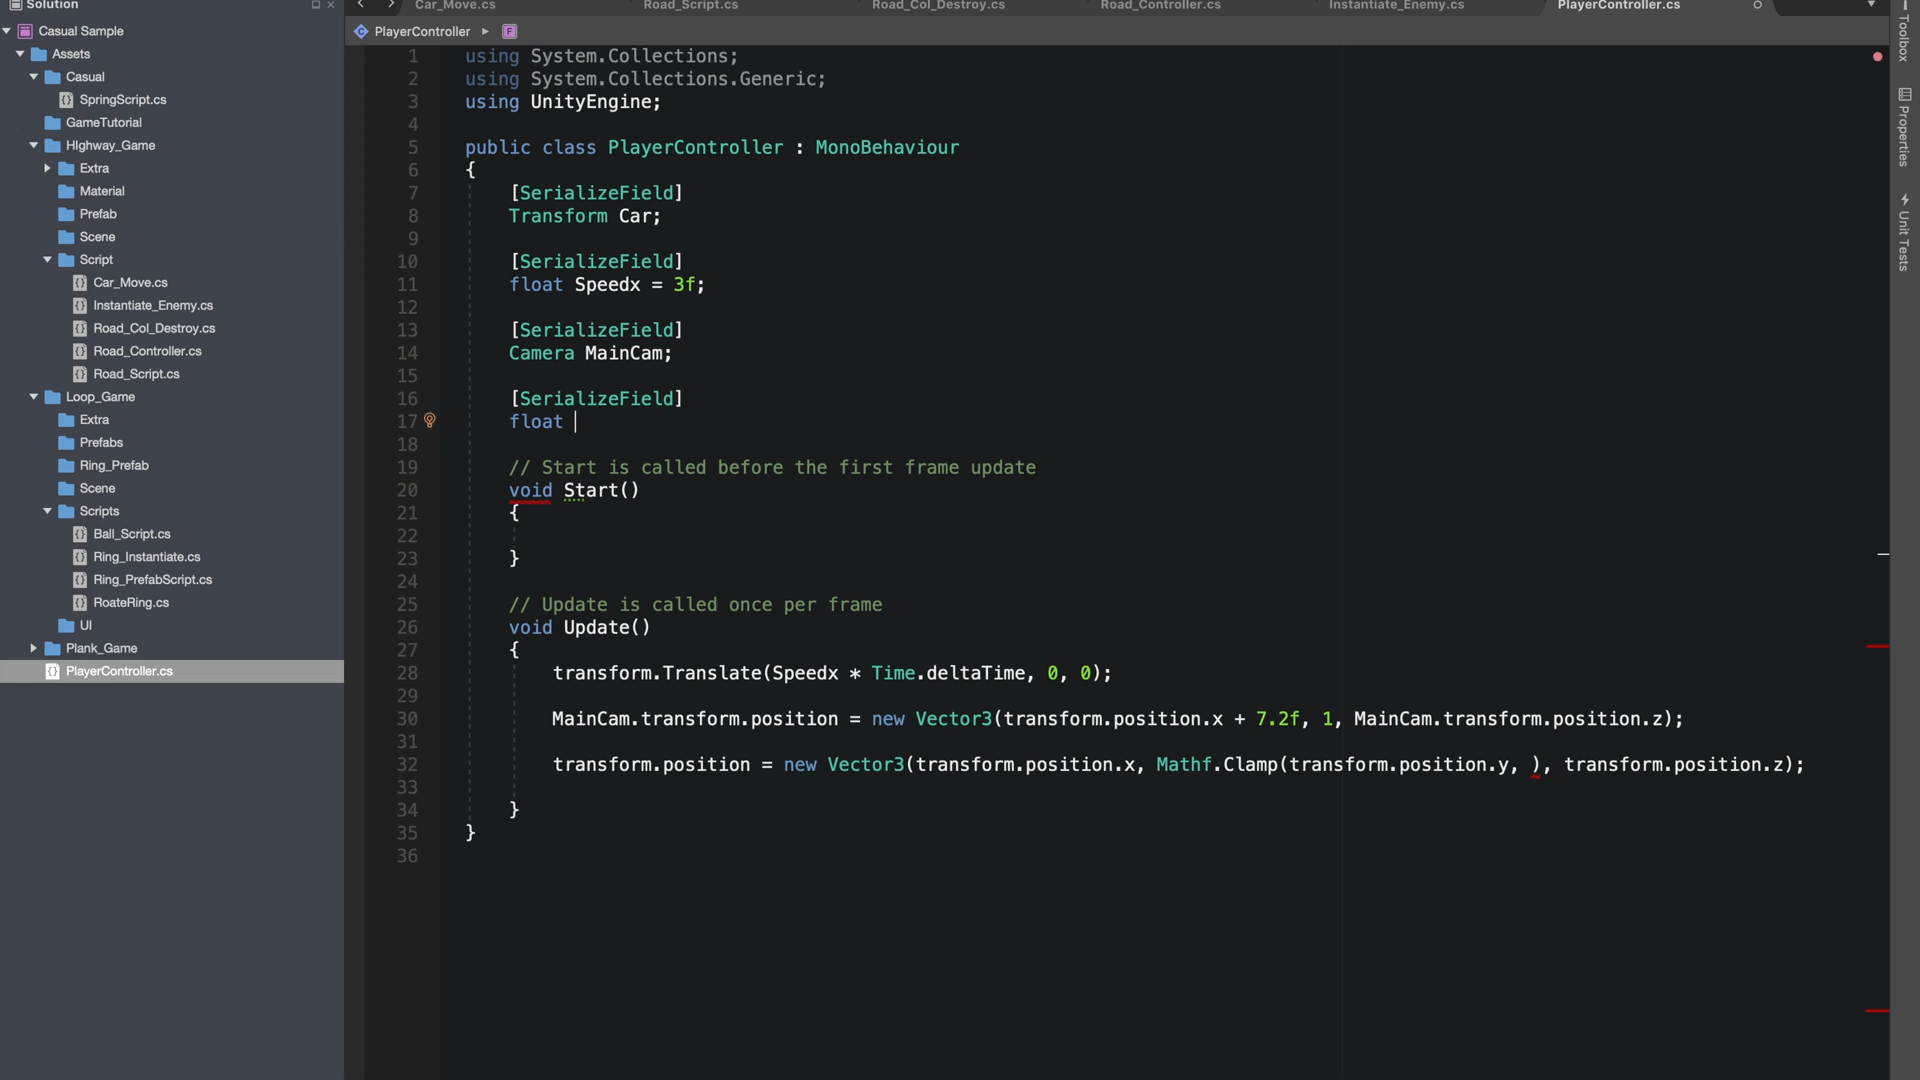 Solution
Casual Sample
Assets
Casual
SpringScript.cs
GameTutorial
HIghway_Game
Extra
Material
Prefab
Scene
Script
Car_Move.cs
Instantiate_Enemy.cs
Road_Col_Destroy.cs
Road_Controller.cs
Road_Script.cs
Loop_Game
Extra
Prefabs
Ring_Prefab
Scene
Scripts
Ball_Script.cs
Ring_Instantiate.cs
Ring_PrefabScript.cs
RoateRing.cs
UI
Plank_Game
PlayerController.cs
Car_Move.cs Road_Script.cs Road_Col_Destroy.cs Road_Controller.cs Instantiate_Enemy.cs PlayerController.cs
PlayerController F
1 using System.Collections;
2 using System.Collections.Generic;
3 using UnityEngine;
4
5 public class PlayerController : MonoBehaviour
6 {
7 [SerializeField]
8 Transform Car;
9
10 [SerializeField]
11 float Speedx = 3f;
12
13 [SerializeField]
14 Camera MainCam;
15
16 [SerializeField]
17 float
18
19 // Start is called before the first frame update
20 void Start()
21 {
22
23 }
24
25 // Update is called once per frame
26 void Update()
27 {
28 transform.Translate(Speedx * Time.deltaTime, 0, 0);
29
30 MainCam.transform.position = new Vector3(transform.position.x + 7.2f, 1, MainCam.transform.position.z);
31
32 transform.position = new Vector3(transform.position.x, Mathf.Clamp(transform.position.y, ), transform.position.z);
33
34 }
35 }
36
Toolbox
Properties
Unit Tests